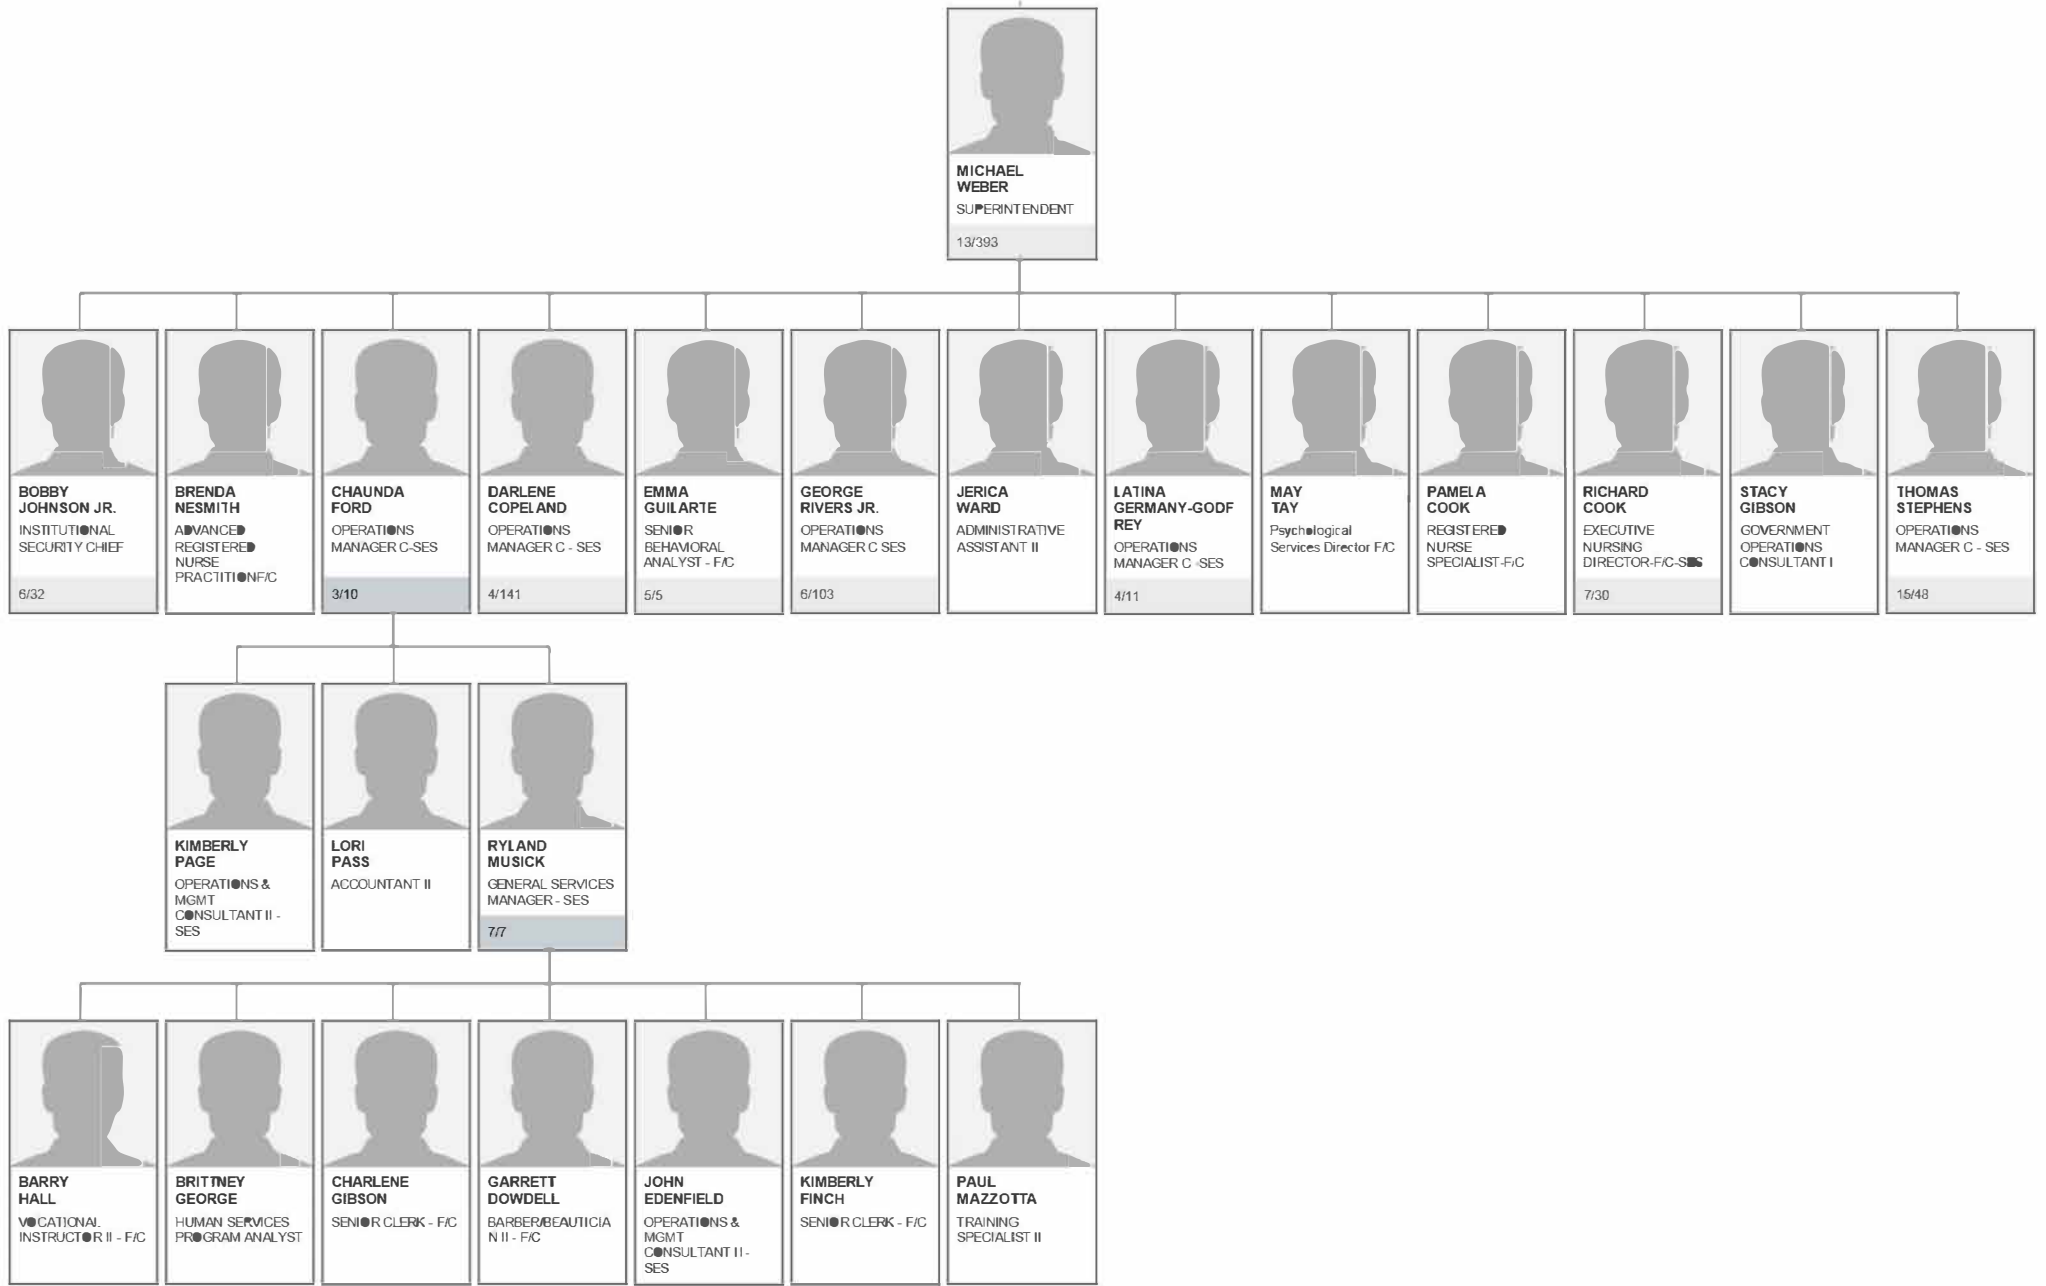 MICHAEL
WEBER
SUPERINTENDENT
13/393
BOBBY
JOHNSON JR.
INSTITUTIONAL
SECURITY CHIEF
6/32
BRENDA
NESMITH
ADVANCED
REGISTERED
NURSE
PRACTITIONF/C
CHAUNDA
FORD
OPERATIONS
MANAGER C-SES
3/10
DARLENE
COPELAND
OPERATIONS
MANAGER C - SES
4/141
EMMA
GUILARTE
SENIOR
BEHAVIORAL
ANALYST - F/C
5/5
GEORGE
RIVERS JR.
OPERATIONS
MANAGER C SES
6/103
JERICA
WARD
ADMINISTRATIVE
ASSISTANT II
LATINA
GERMANY-GODF
REY
OPERATIONS
MANAGER C -SES
4/11
MAY
TAY
Psychological
Services Director F/C
PAMELA
COOK
REGISTERED
NURSE
SPECIALIST-F/C
RICHARD
COOK
EXECUTIVE
NURSING
DIRECTOR-F/C-SES
7/30
STACY
GIBSON
GOVERNMENT
OPERATIONS
CONSULTANT I
THOMAS
STEPHENS
OPERATIONS
MANAGER C - SES
15/48
KIMBERLY
PAGE
OPERATIONS &
MGMT
CONSULTANT II -
SES
LORI
PASS
ACCOUNTANT II
RYLAND
MUSICK
GENERAL SERVICES
MANAGER - SES
7/7
BARRY
HALL
VOCATIONAL
INSTRUCTOR II - F/C
BRITTNEY
GEORGE
HUMAN SERVICES
PROGRAM ANALYST
CHARLENE
GIBSON
SENIOR CLERK - F/C
GARRETT
DOWDELL
BARBER/BEAUTICIA
N II - F/C
JOHN
EDENFIELD
OPERATIONS &
MGMT
CONSULTANT II -
SES
KIMBERLY
FINCH
SENIOR CLERK - F/C
PAUL
MAZZOTTA
TRAINING
SPECIALIST II